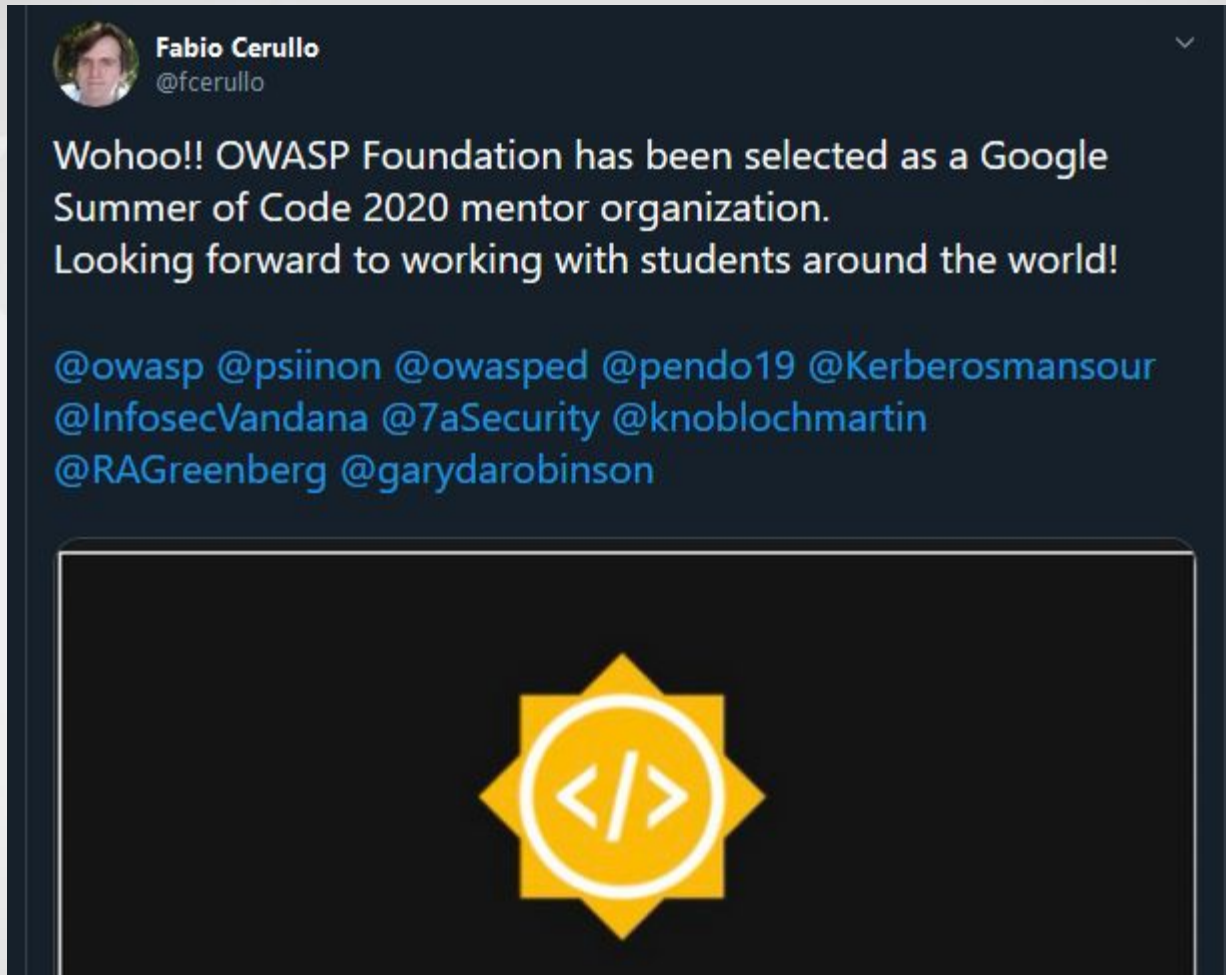 Fabio Cerullo
@fcerullo
Wohoo!! OWASP Foundation has been selected as a Google
Summer of Code 2020 mentor organization.
Looking forward to working with students around the world!
@owasp @psiinon @owasped @pendo19 @Kerberosmansour
@InfosecVandana @7aSecurity @knoblochmartin
@RAGreenberg @garydarobinson
</>